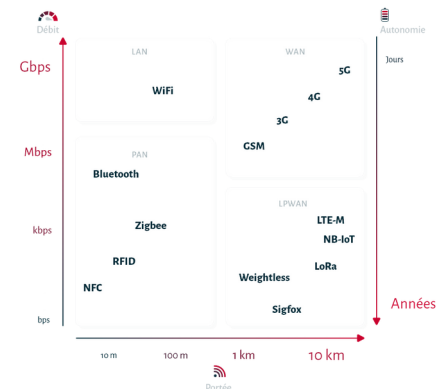 Débit
Autonomie
LAN
WAN
Jours
Gbps
5G
WiFi
4G
3G
Mbps
GSM
PAN
Bluetooth
LPWAN
kbps
Zigbee
LTE-M
NB-IoT
RFID
LoRa
Weightless
NFC
Années
Sigfox
bps
10 m
100 m
1 km
10 km
Portée